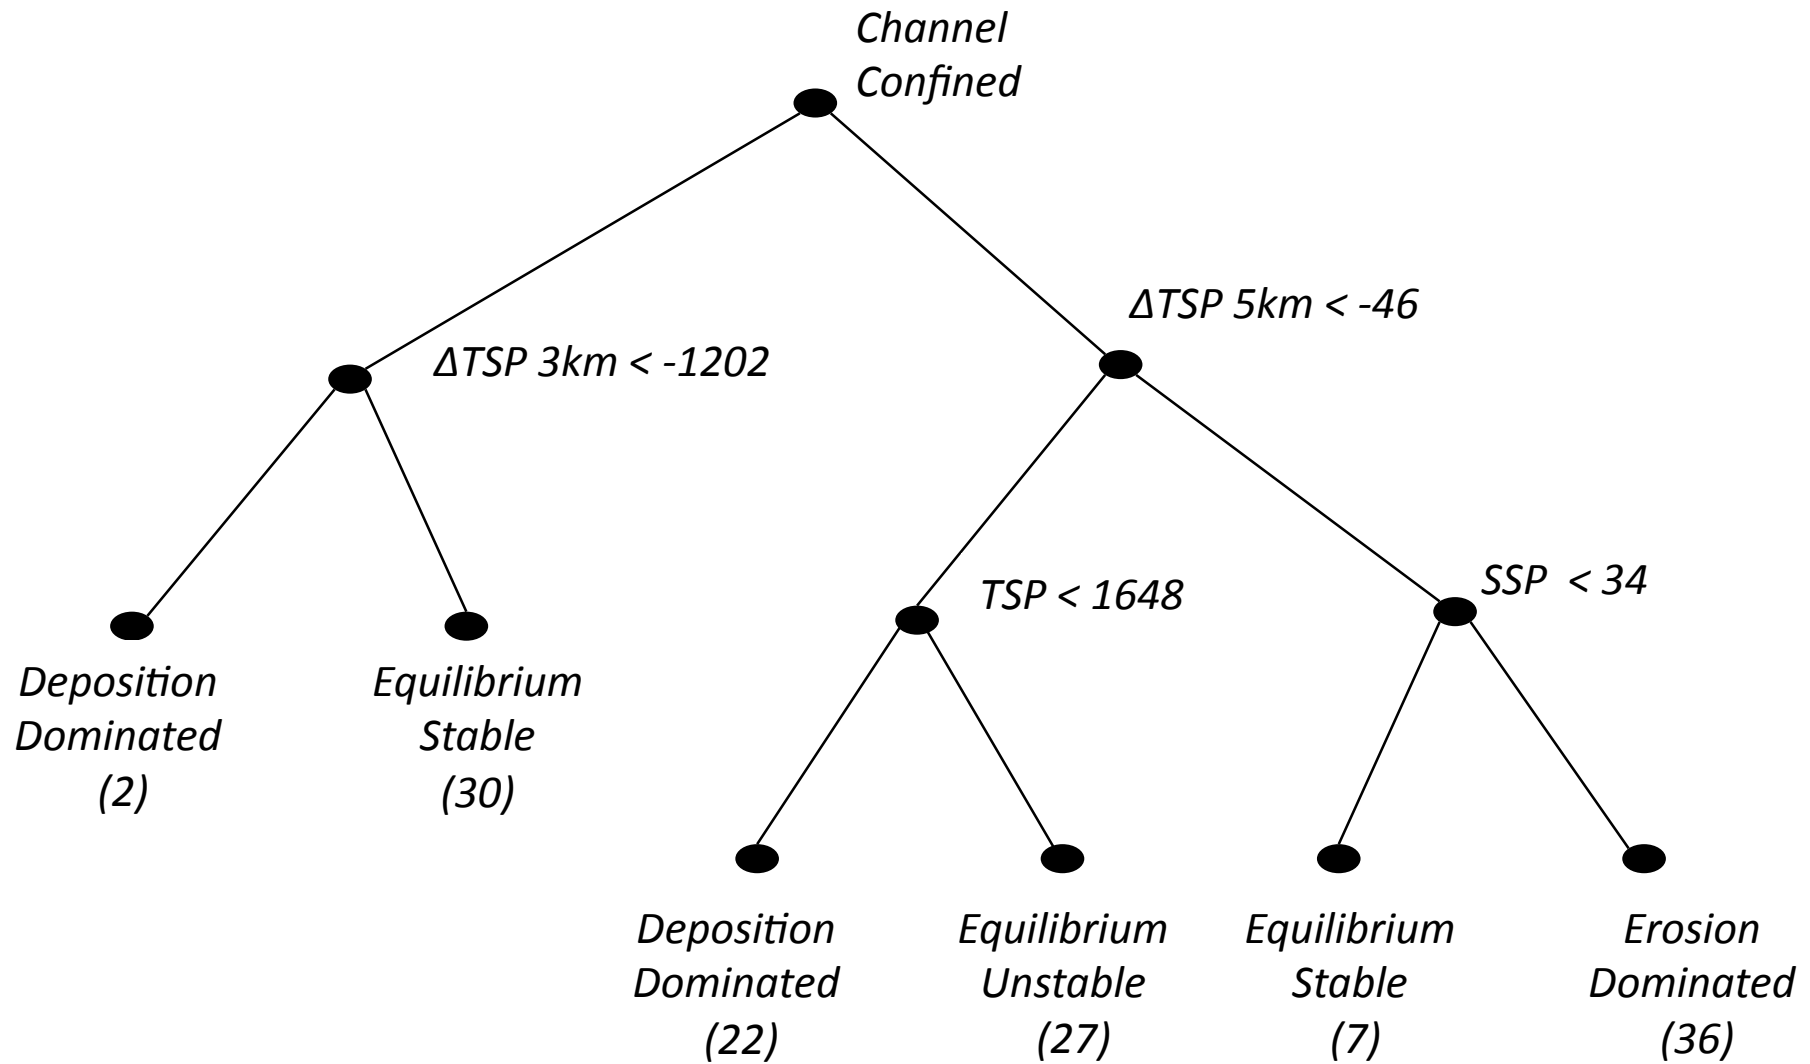 Channel
Confined
ΔTSP 5km < -46
ΔTSP 3km < -1202
TSP < 1648
SSP < 34
Deposition
Dominated
(2)
Equilibrium
Stable
(30)
Deposition
Dominated
(22)
Equilibrium
Unstable
(27)
Equilibrium
Stable
(7)
Erosion
Dominated
(36)